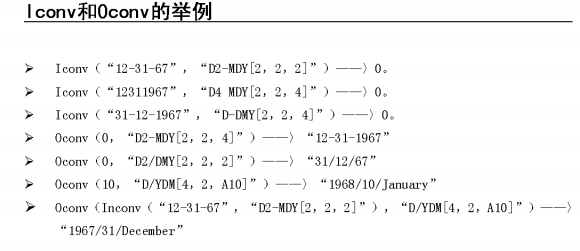 Iconv和Oconv的举例
➢ Iconv（“12-31-67”，“D2-MDY[2，2，2]”）——〉0。
➢ Iconv（“12311967”，“D4 MDY[2，2，4]”）——〉0。
➢ Iconv（“31-12-1967”，“D-DMY[2，2，4]”）——〉0。
➢ Oconv（0，“D2-MDY[2，2，4]”）——〉“12-31-1967”
➢ Oconv（0，“D2/DMY[2，2，2]”）——〉“31/12/67”
➢ Oconv（10，“D/YDM[4，2，A10]”）——〉“1968/10/January”
➢ Oconv（Inconv（“12-31-67”，“D2-MDY[2，2，2]”），“D/YDM[4，2，A10]”）——〉
“1967/31/December”